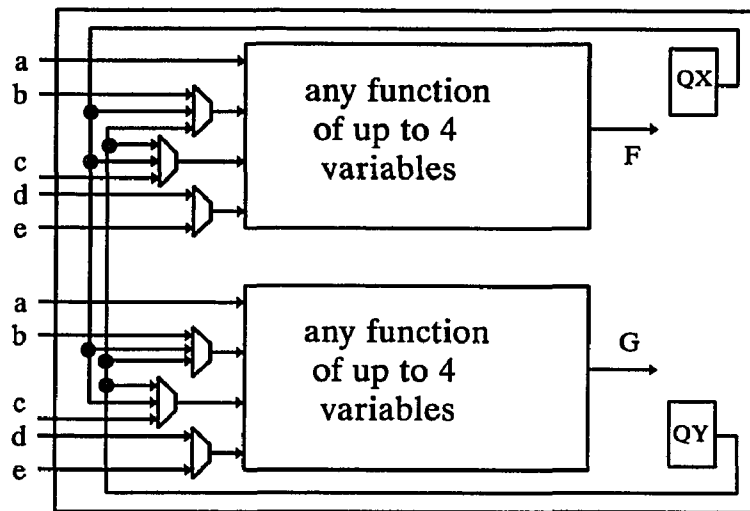 a
b
c
d
e
any function
of up to 4
variables
F
QX
a
b
c
d
e
any function
of up to 4
variables
G
QY